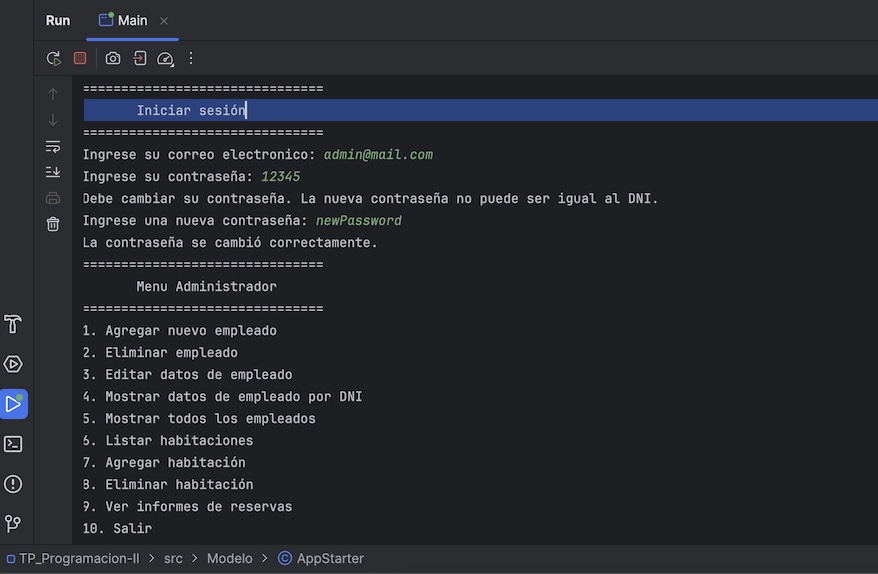 Run Main
==============================
Iniciar sesión
==============================
Ingrese su correo electronico: admin@mail.com
Ingrese su contraseña: 12345
Debe cambiar su contraseña. La nueva contraseña no puede ser igual al DNI.
Ingrese una nueva contraseña: newPassword
La contraseña se cambió correctamente.
==============================
Menu Administrador
==============================
1. Agregar nuevo empleado
2. Eliminar empleado
3. Editar datos de empleado
4. Mostrar datos de empleado por DNI
5. Mostrar todos los empleados
6. Listar habitaciones
7. Agregar habitación
8. Eliminar habitación
9. Ver informes de reservas
10. Salir
TP_Programacion-II > src > Modelo > AppStarter